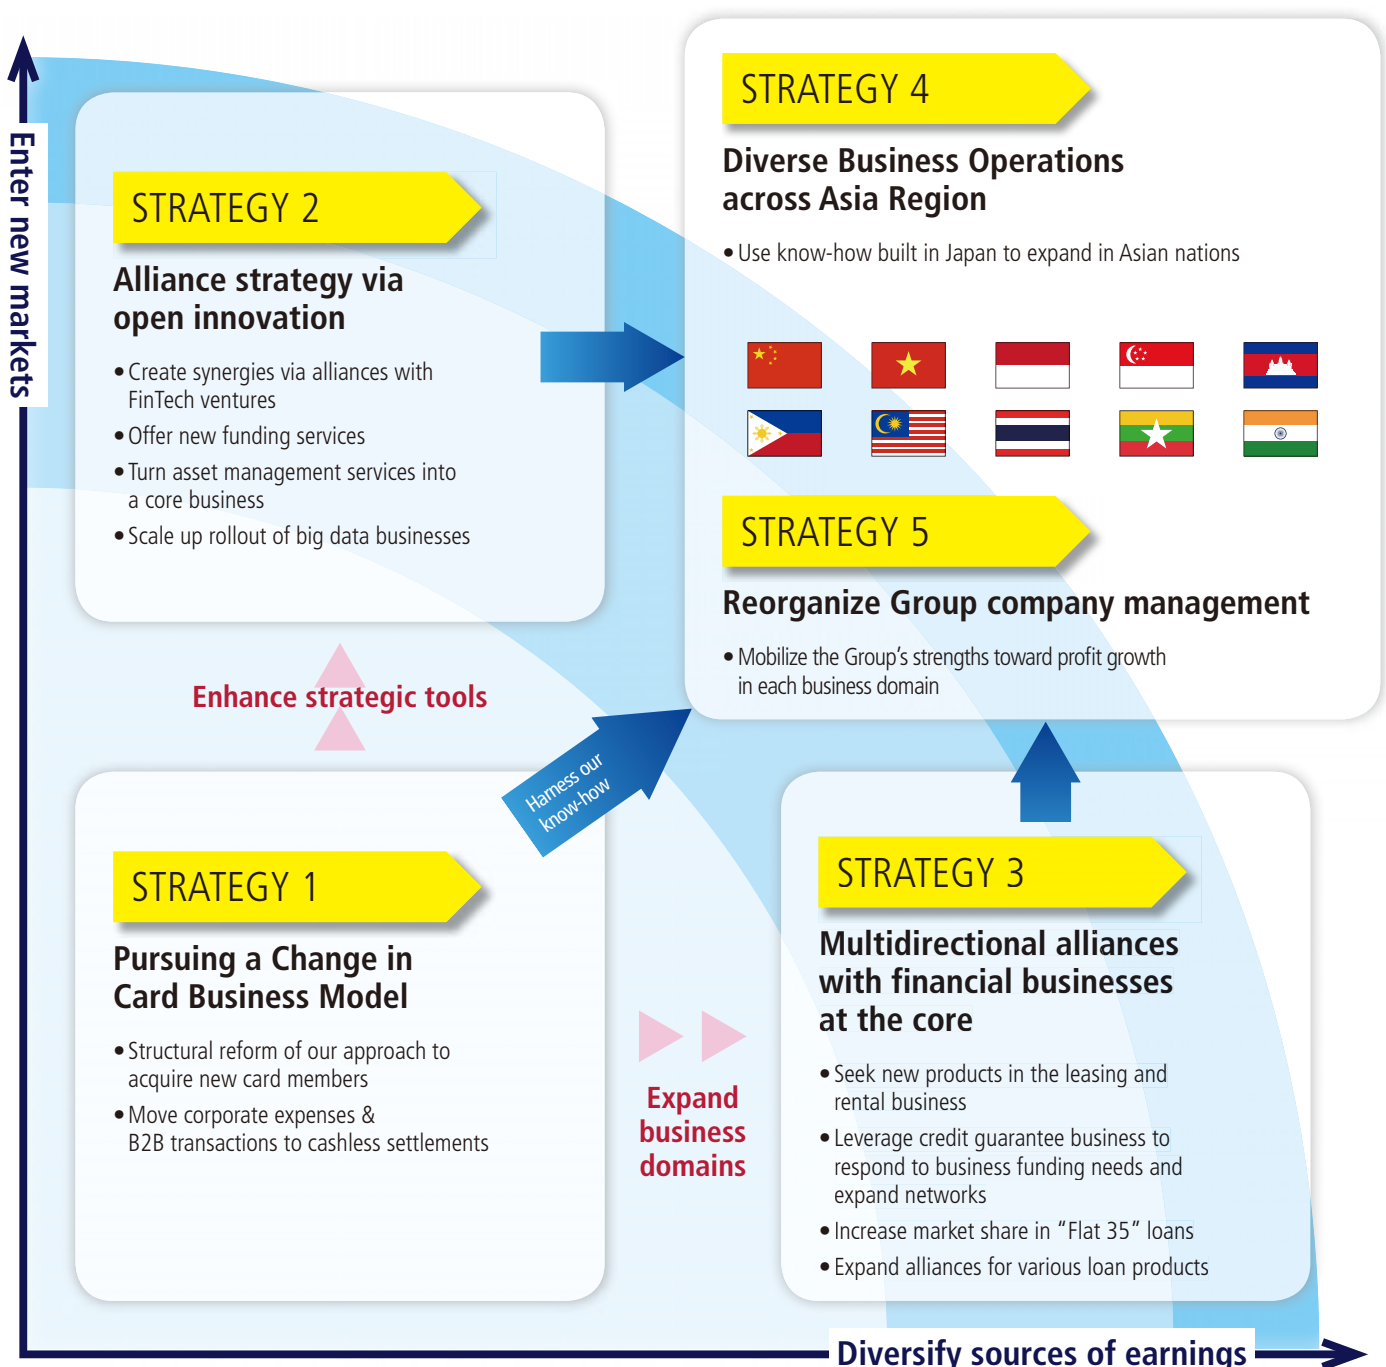 Enter new markets
STRATEGY 2
Alliance strategy via
open innovation
• Create synergies via alliances with
FinTech ventures
• Offer new funding services
• Turn asset management services into
a core business
• Scale up rollout of big data businesses
STRATEGY 4
Diverse Business Operations
across Asia Region
• Use know-how built in Japan to expand in Asian nations
STRATEGY 5
Reorganize Group company management
• Mobilize the Group’s strengths toward profit growth
in each business domain
Enhance strategic tools
Harness our
know-how
STRATEGY 1
Pursuing a Change in
Card Business Model
• Structural reform of our approach to
acquire new card members
• Move corporate expenses &
B2B transactions to cashless settlements
Expand
business
domains
STRATEGY 3
Multidirectional alliances
with financial businesses
at the core
• Seek new products in the leasing and
rental business
• Leverage credit guarantee business to
respond to business funding needs and
expand networks
• Increase market share in “Flat 35” loans
• Expand alliances for various loan products
Diversify sources of earnings